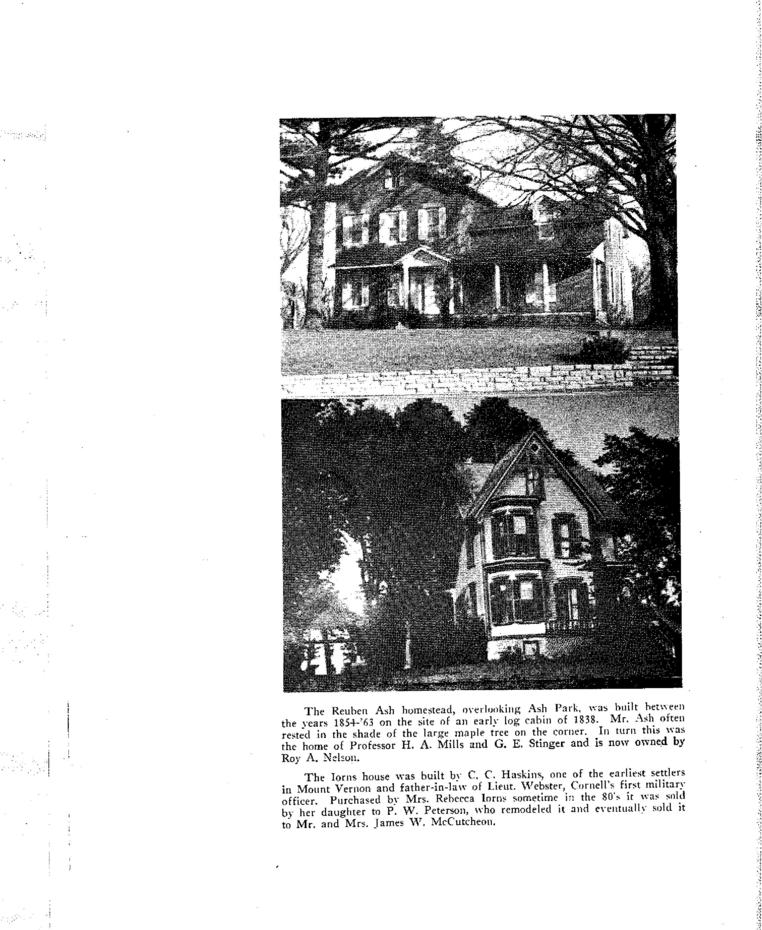 The Reuben Ash homestead, overlooking Ash Park, was built between
the years 1854-'63 on the site of an early log cabin of 1838. Mr. Ash often
rested in the shade of the large maple tree on the corner. In turn this was
the home of Professor H. A. Mills and G. E. Stinger and is now owned by
Roy A. Nelson.
The Iorns house was built by C. C. Haskins, one of the earliest settlers
in Mount Vernon and father-in-law of Lieut. Webster, Cornell's first military
officer. Purchased by Mrs. Rebecca Iorns sometime in the 80's it was sold
by her daughter to P. W. Peterson, who remodeled it and eventually sold it
to Mr. and Mrs. James W. McCutcheon.